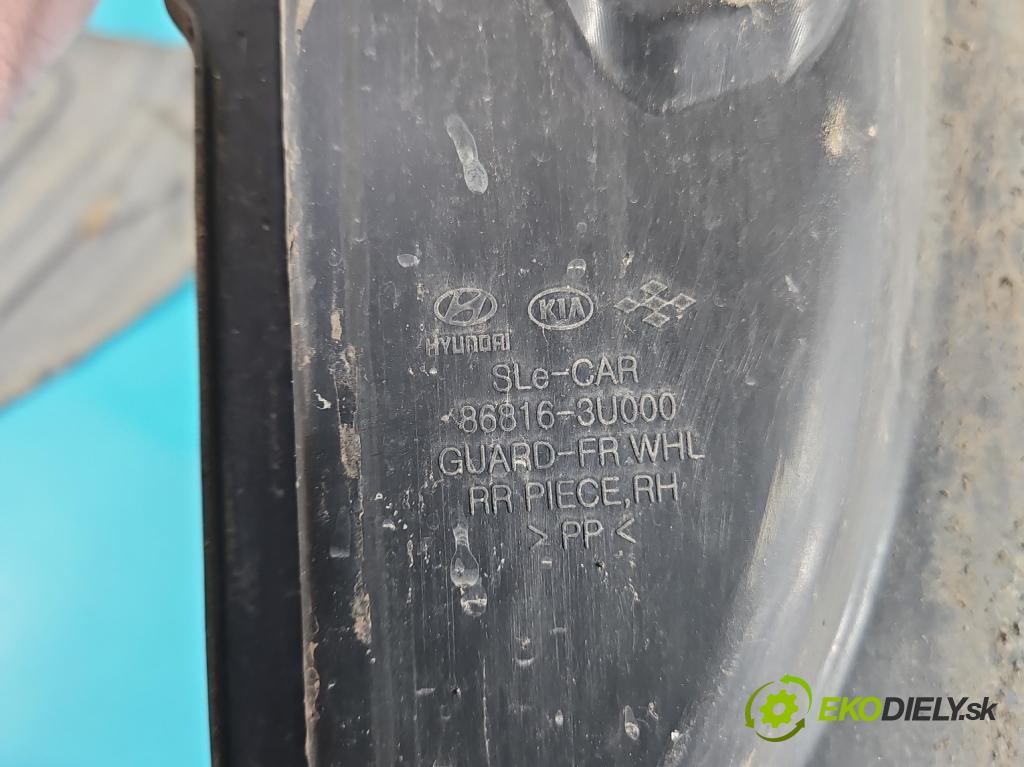 HYUNDAI KIA
SLe-CAR
86816-3U000
GUARD-FR.WHL
RR PIECE,RH
> PP <
EKODIELY.sk